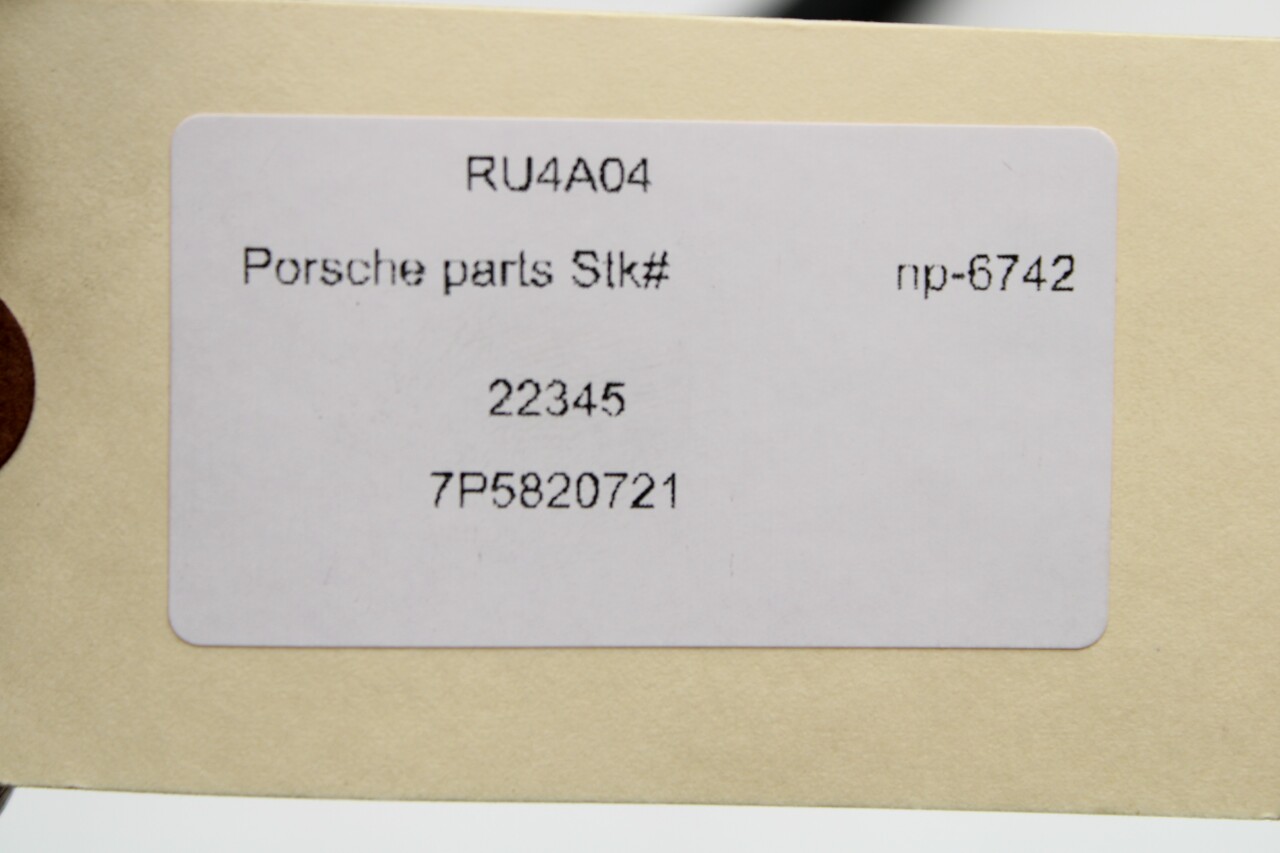 RU4A04
Porsche parts Stk# np-6742
22345
7P5820721